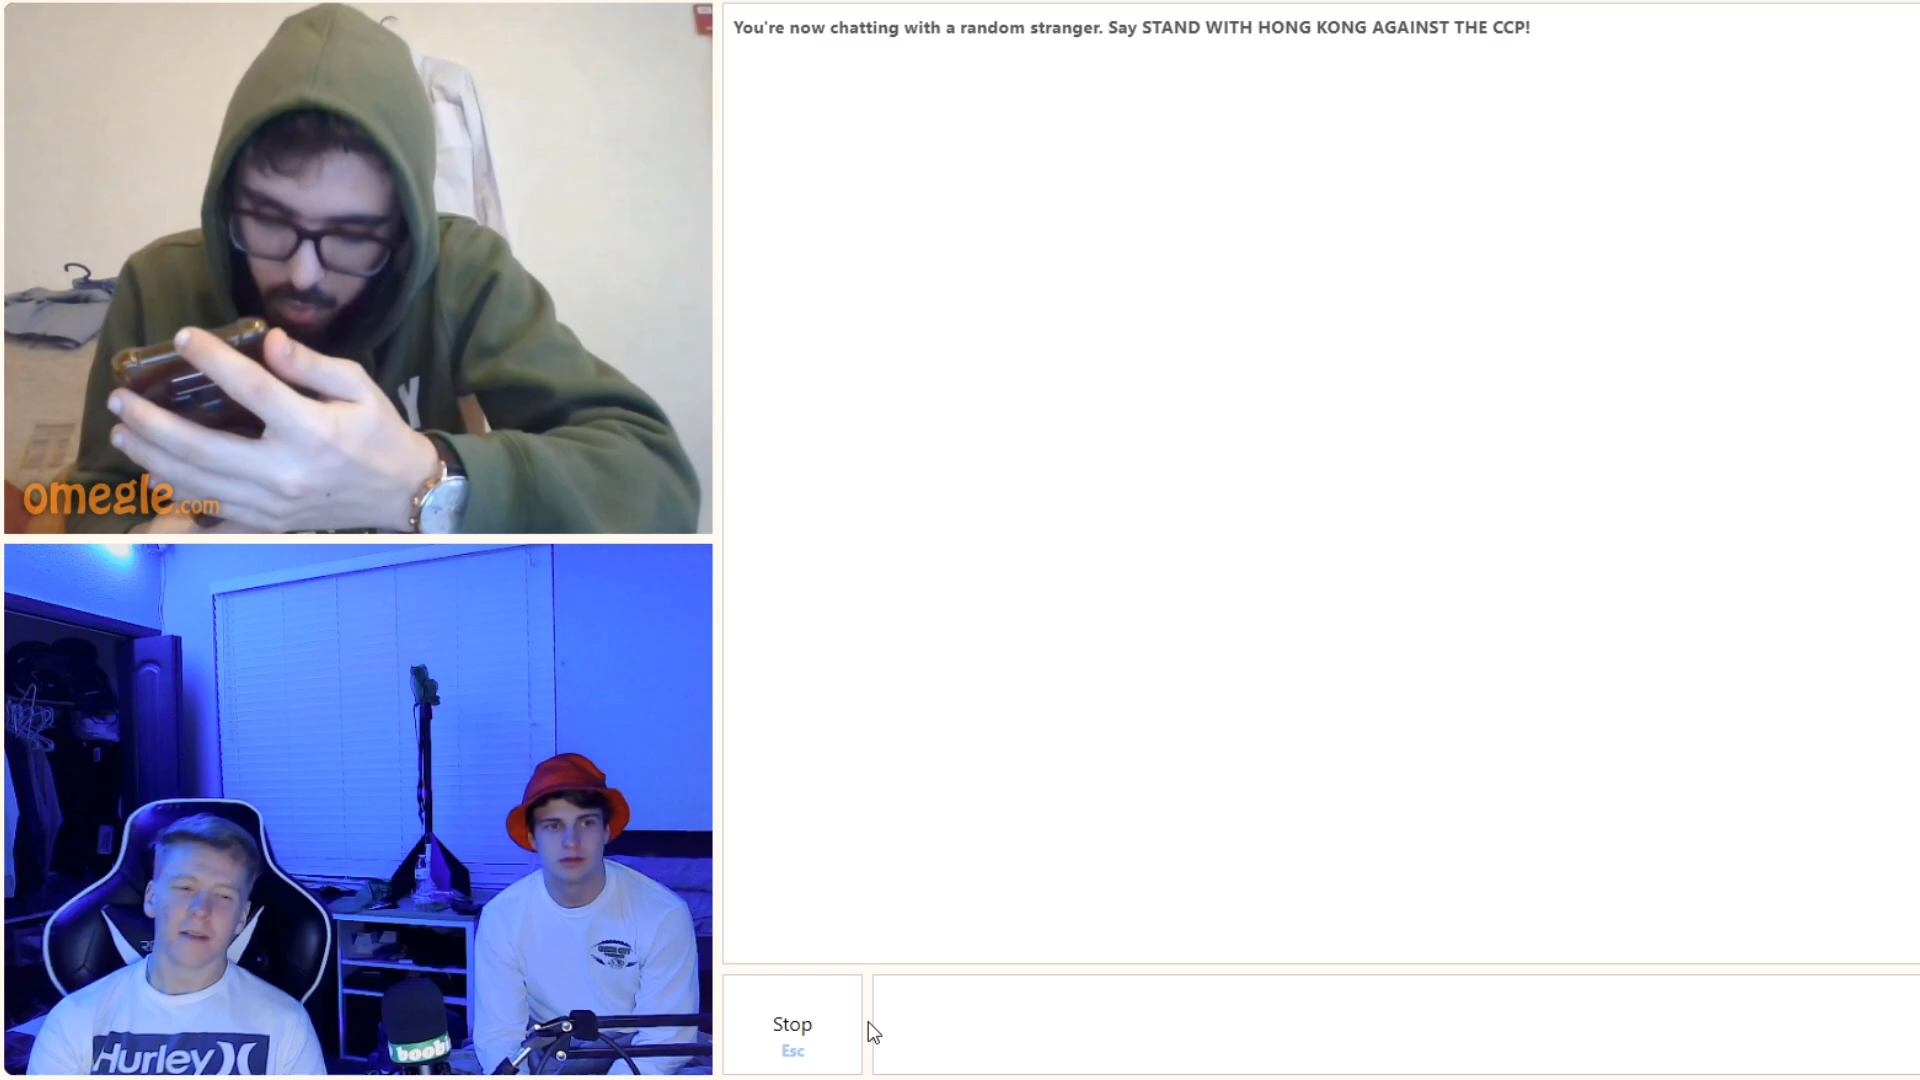 You're now chatting with a random stranger. Say STAND WITH HONG KONG AGAINST THE CCP!
Y
omegle.com
Hurley
boobi
Stop
Esc